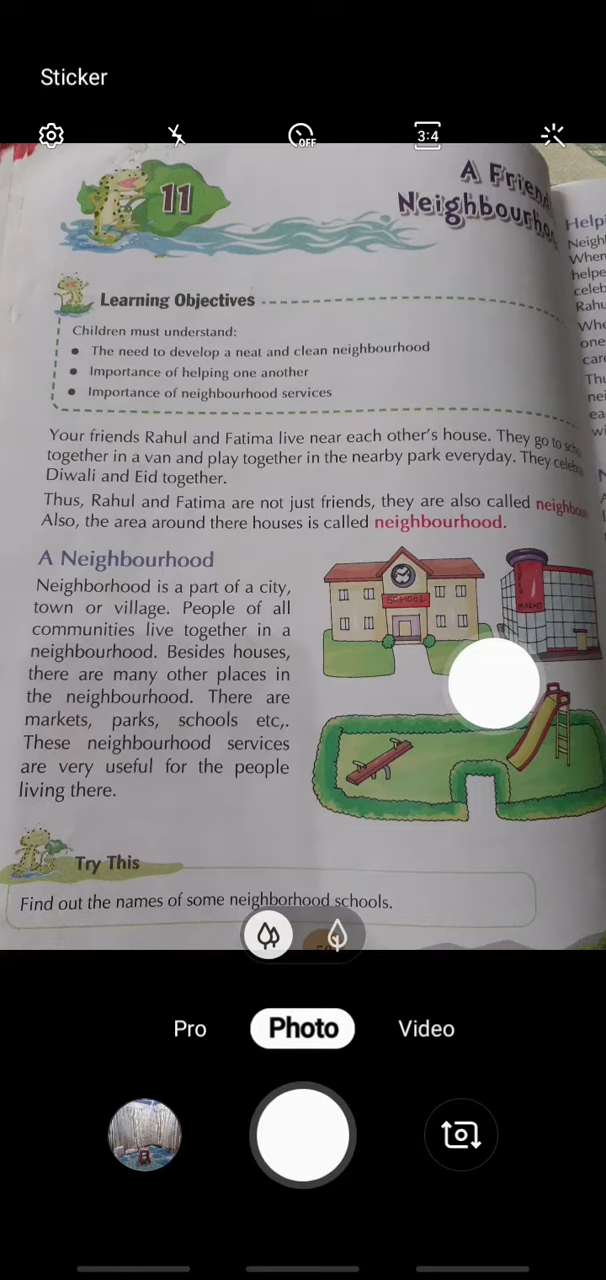 Sticker
OFF
3:4
11
A
Neighbourho
Learning Objectives
Children must understand:
• The need to develop a neat and clean neighbourhood
• Importance of helping one another
• Importance of neighbourhood services
Your friends Rahul and Fatima live near each other's house. They go to
together in a van and play together in the nearby park everyday. They
Diwali and Eid together.
Thus, Rahul and Fatima are not just friends, they are also called
Also, the area around there houses is called neighbourhood.
A Neighbourhood
Neighborhood is a part of a city,
town or village. People of all
communities live together in a
neighbourhood. Besides houses,
there are many other places in
the neighbourhood. There are
markets, parks, schools etc,.
These neighbourhood services
are very useful for the people
living there.
SCHOOL
Try This
Find out the names of some neighborhood schools.
Pro
Photo
Video